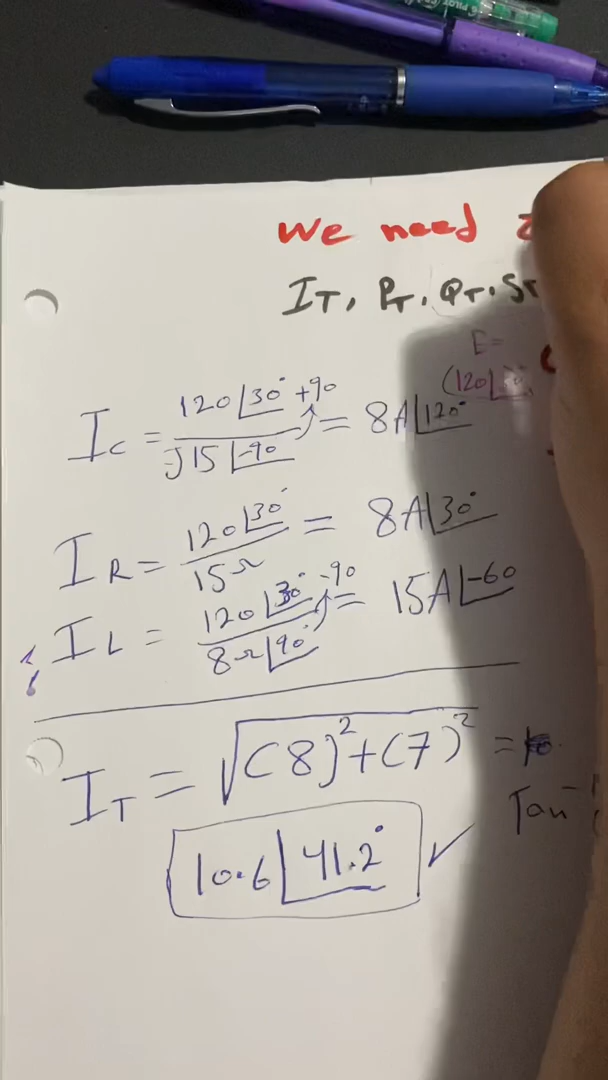 PILOT
We need
IT, PT, QT, ST
E=
(120∠30°
IC = 120∠30° +90 / -J15∠-90 = 8A∠120°
IR = 120∠30° / 15Ω = 8A∠30°
IL = 120∠30° -90 / 8Ω∠90° = 15A∠-60
IT = √(8)²+(7)² =
Tan⁻
10.6∠41.2° ✓